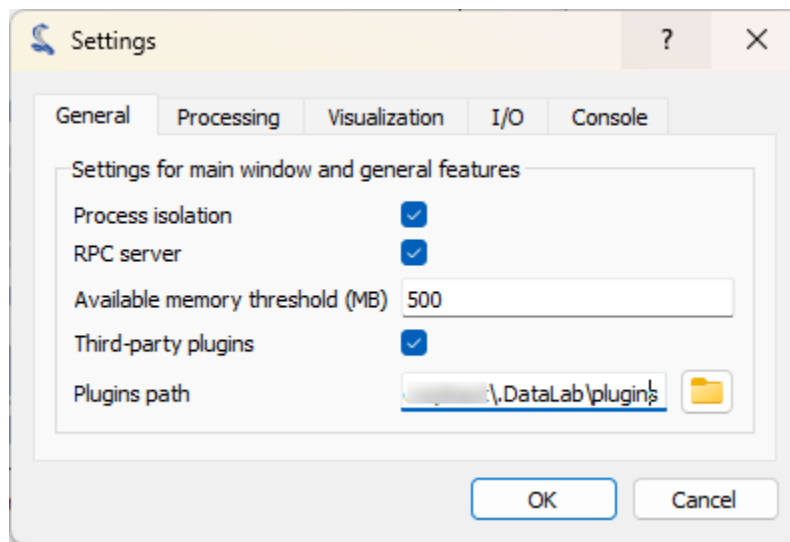 Settings ?
General Processing Visualization I/O Console
Settings for main window and general features
Process isolation
RPC server
Available memory threshold (MB) 500
Third-party plugins
Plugins path \.DataLab\plugins
OK Cancel